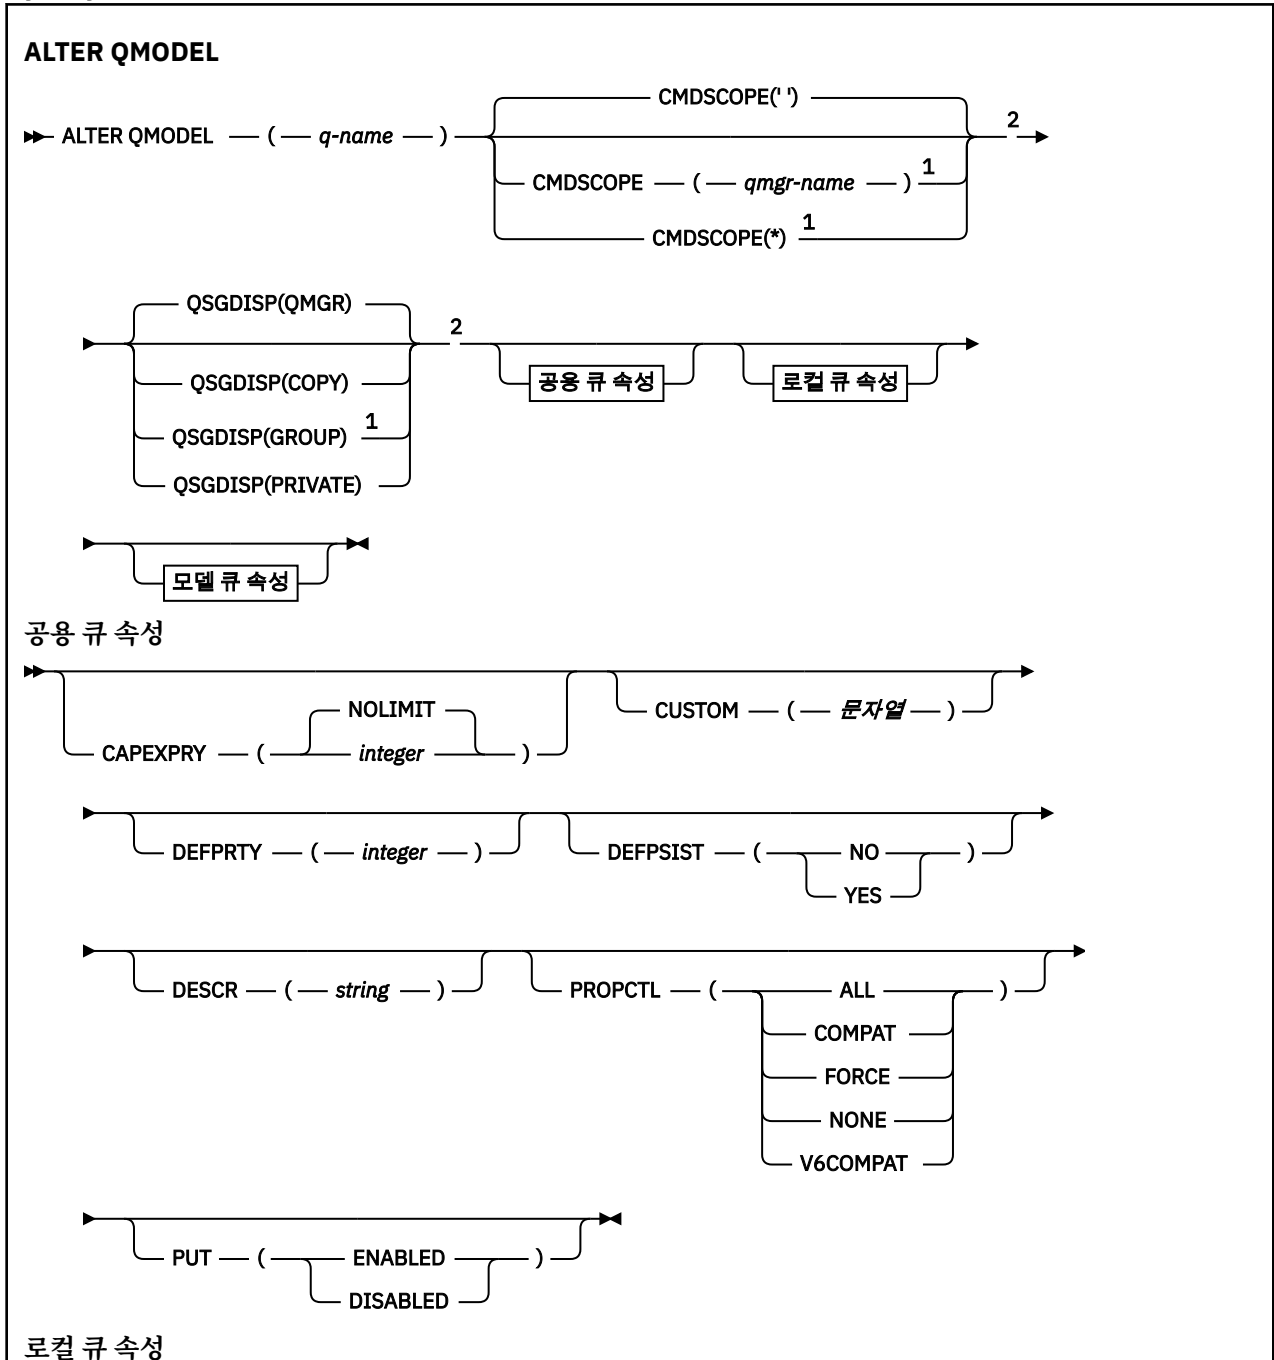 ALTER QMODEL
CMDSCOPE(' ')
ALTER QMODEL ( q-name ) 2
CMDSCOPE ( qmgr-name ) 1
CMDSCOPE(*) 1
QSGDISP(QMGR)
2
QSGDISP(COPY) 공용 큐 속성 로컬 큐 속성
QSGDISP(GROUP) 1
QSGDISP(PRIVATE)
모델 큐 속성
공용 큐 속성
NOLIMIT CUSTOM ( 문자열 )
CAPEXPRY ( integer )
DEFPRTY ( integer ) DEFPSIST ( NO )
YES
DESCR ( string ) PROPCTL ( ALL )
COMPAT
FORCE
NONE
V6COMPAT
PUT ( ENABLED )
DISABLED
로컬 큐 속성